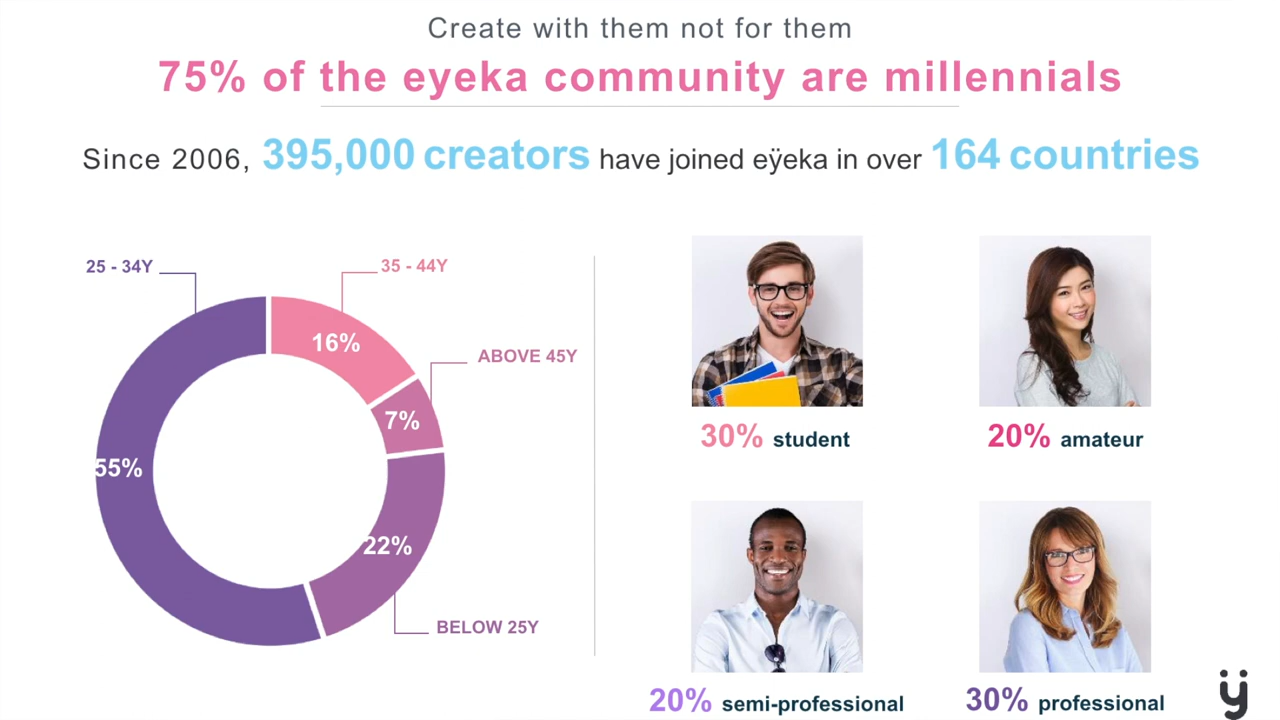 Create with them not for them
75% of the eyeka community are millennials
Since 2006, 395,000 creators have joined eÿeka in over 164 countries
25 - 34Y
35 - 44Y
16%
ABOVE 45Y
7%
55%
22%
BELOW 25Y
30% student
20% amateur
20% semi-professional
30% professional
ÿ